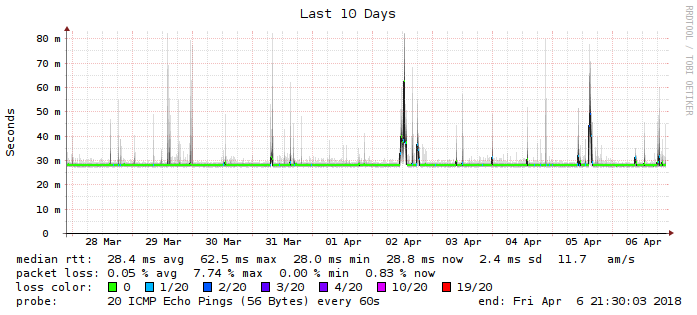 Last 10 Days
RRDTOOL / TOBI OETIKER
Seconds
80 m
70 m
60 m
50 m
40 m
30 m
20 m
10 m
0
28 Mar 29 Mar 30 Mar 31 Mar 01 Apr 02 Apr 03 Apr 04 Apr 05 Apr 06 Apr
median rtt: 28.4 ms avg 62.5 ms max 28.0 ms min 28.8 ms now 2.4 ms sd 11.7 am/s
packet loss: 0.05 % avg 7.74 % max 0.00 % min 0.83 % now
loss color: 0 1/20 2/20 3/20 4/20 10/20 19/20
probe: 20 ICMP Echo Pings (56 Bytes) every 60s end: Fri Apr 6 21:30:03 2018